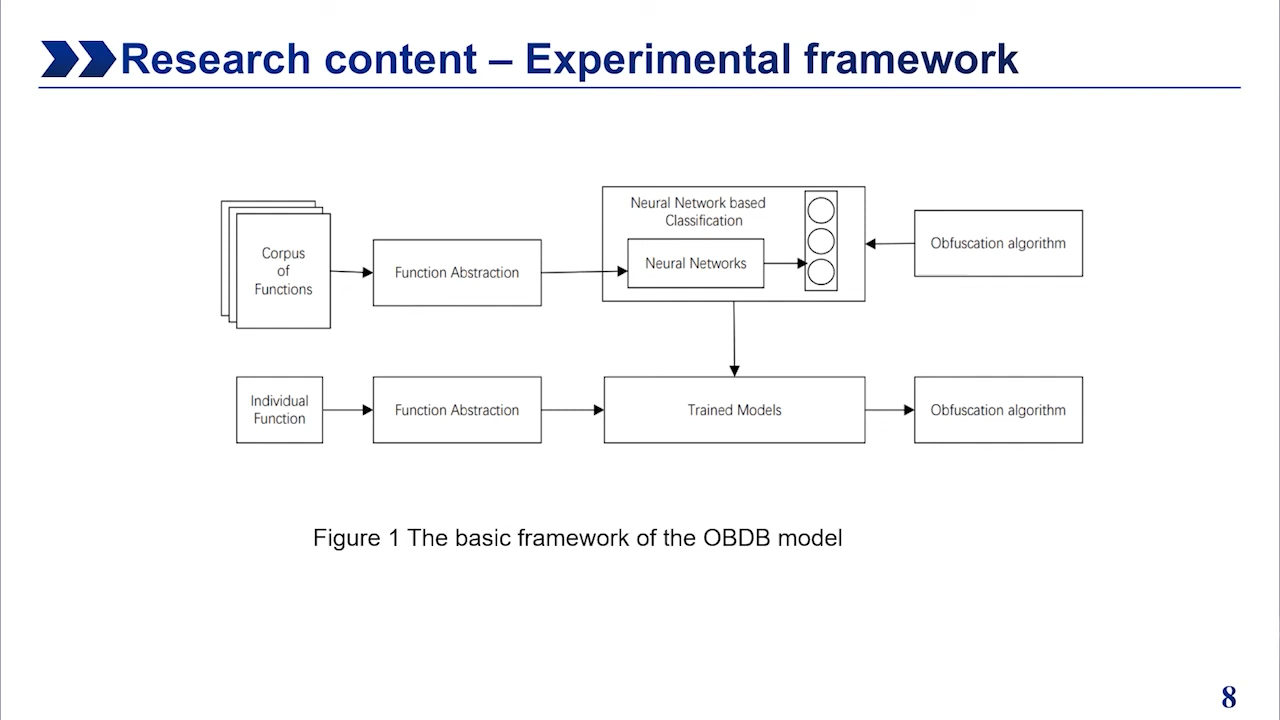 Research content – Experimental framework
Corpus
of
Functions
Function Abstraction
Neural Network based
Classification
Neural Networks
Obfuscation algorithm
Individual
Function
Function Abstraction
Trained Models
Obfuscation algorithm
Figure 1 The basic framework of the OBDB model
8